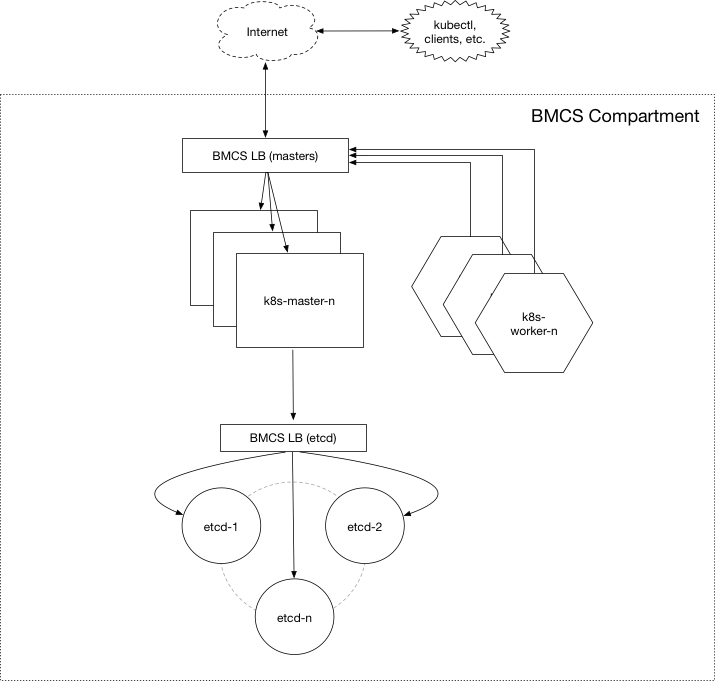 Internet
kubectl,
clients, etc.
BMCS Compartment
BMCS LB (masters)
k8s-master-n
k8s-
worker-n
BMCS LB (etcd)
etcd-1
etcd-2
etcd-n